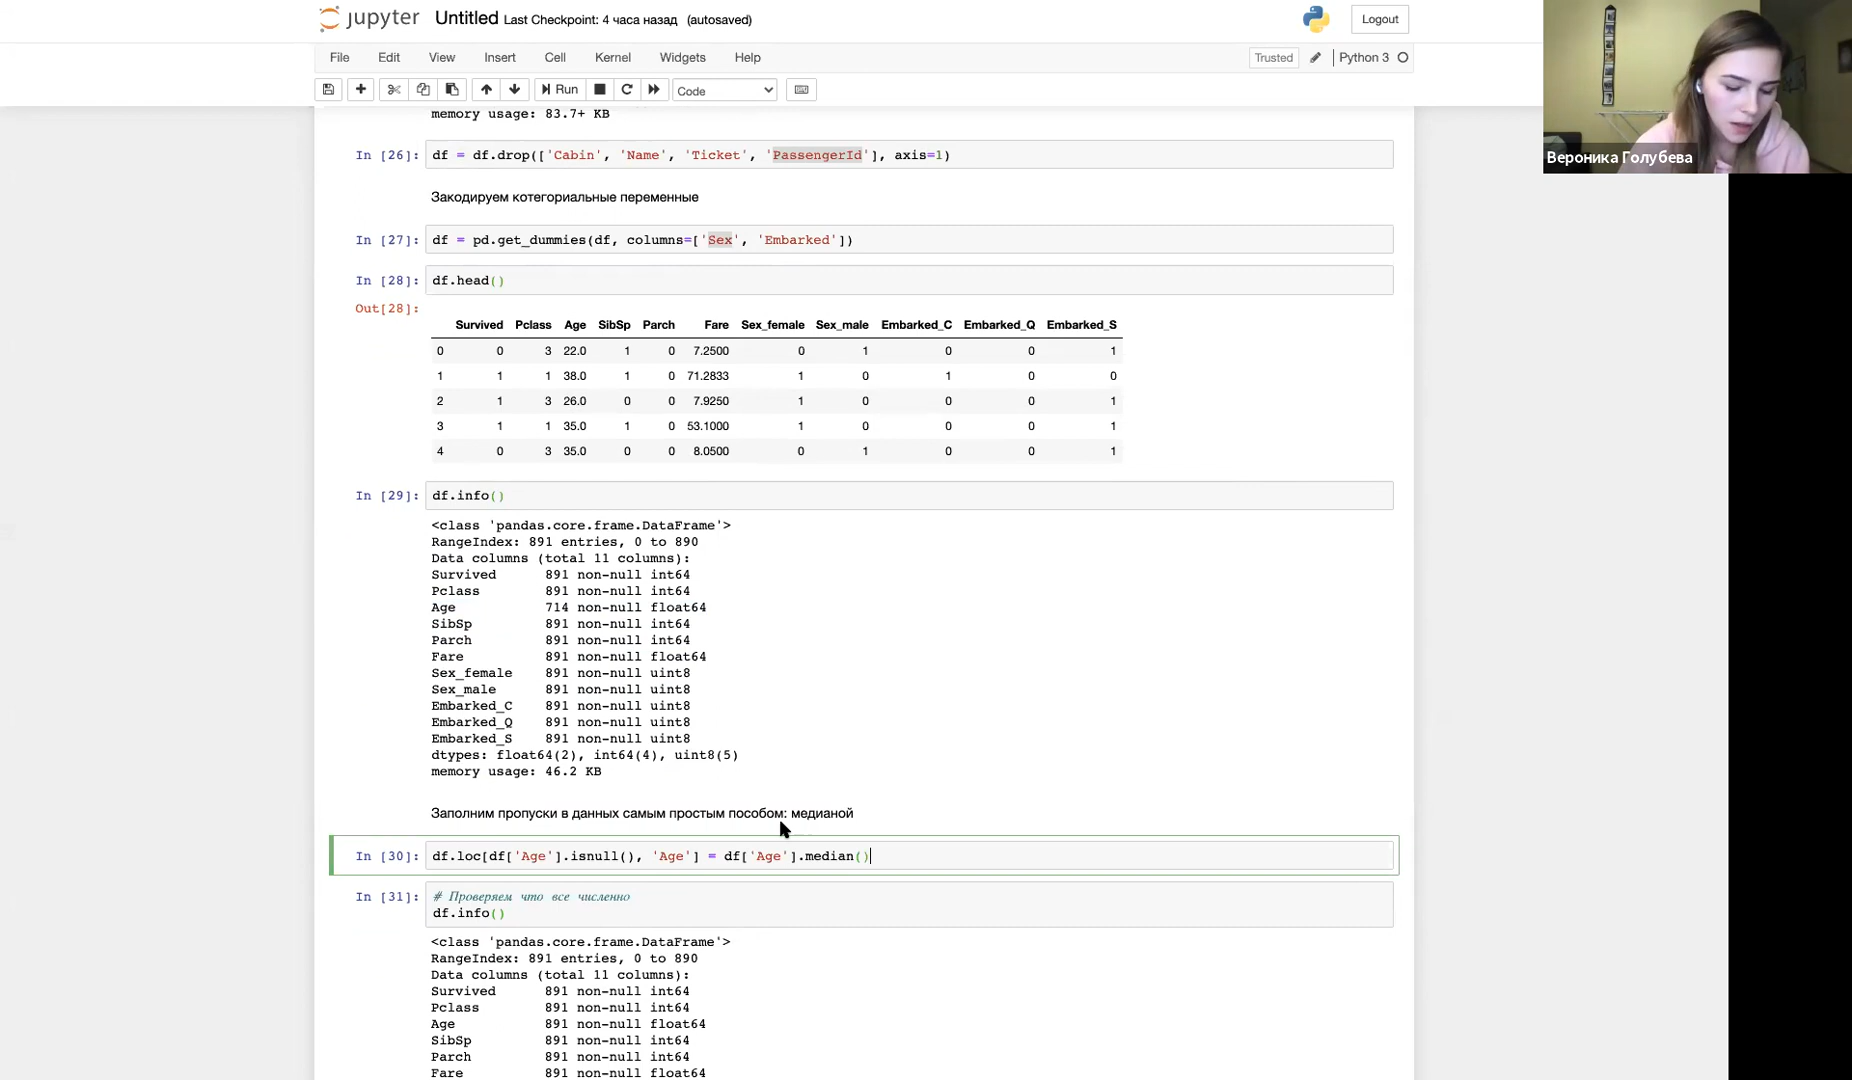 jupyter Untitled Last Checkpoint: 4 часа назад (autosaved) Logout
File Edit View Insert Cell Kernel Widgets Help Trusted Python 3
Run Code
Вероника Голубева
memory usage: 83.7+ KB
In [26]: df = df.drop(['Cabin', 'Name', 'Ticket', 'PassengerId'], axis=1)
Закодируем котегориальные переменные
In [27]: df = pd.get_dummies(df, columns=['Sex', 'Embarked'])
In [28]: df.head()
Out[28]:
Survived Pclass Age SibSp Parch Fare Sex_female Sex_male Embarked_C Embarked_Q Embarked_S
0 0 3 22.0 1 0 7.2500 0 1 0 0 1
1 1 1 38.0 1 0 71.2833 1 0 1 0 0
2 1 3 26.0 0 0 7.9250 1 0 0 0 1
3 1 1 35.0 1 0 53.1000 1 0 0 0 1
4 0 3 35.0 0 0 8.0500 0 1 0 0 1
In [29]: df.info()
<class 'pandas.core.frame.DataFrame'>
RangeIndex: 891 entries, 0 to 890
Data columns (total 11 columns):
Survived 891 non-null int64
Pclass 891 non-null int64
Age 714 non-null float64
SibSp 891 non-null int64
Parch 891 non-null int64
Fare 891 non-null float64
Sex_female 891 non-null uint8
Sex_male 891 non-null uint8
Embarked_C 891 non-null uint8
Embarked_Q 891 non-null uint8
Embarked_S 891 non-null uint8
dtypes: float64(2), int64(4), uint8(5)
memory usage: 46.2 KB
Заполним пропуски в данных самым простым пособом: медианой
In [30]: df.loc[df['Age'].isnull(), 'Age'] = df['Age'].median()
In [31]: # Проверяем что все численно
df.info()
<class 'pandas.core.frame.DataFrame'>
RangeIndex: 891 entries, 0 to 890
Data columns (total 11 columns):
Survived 891 non-null int64
Pclass 891 non-null int64
Age 891 non-null float64
SibSp 891 non-null int64
Parch 891 non-null int64
Fare 891 non-null float64